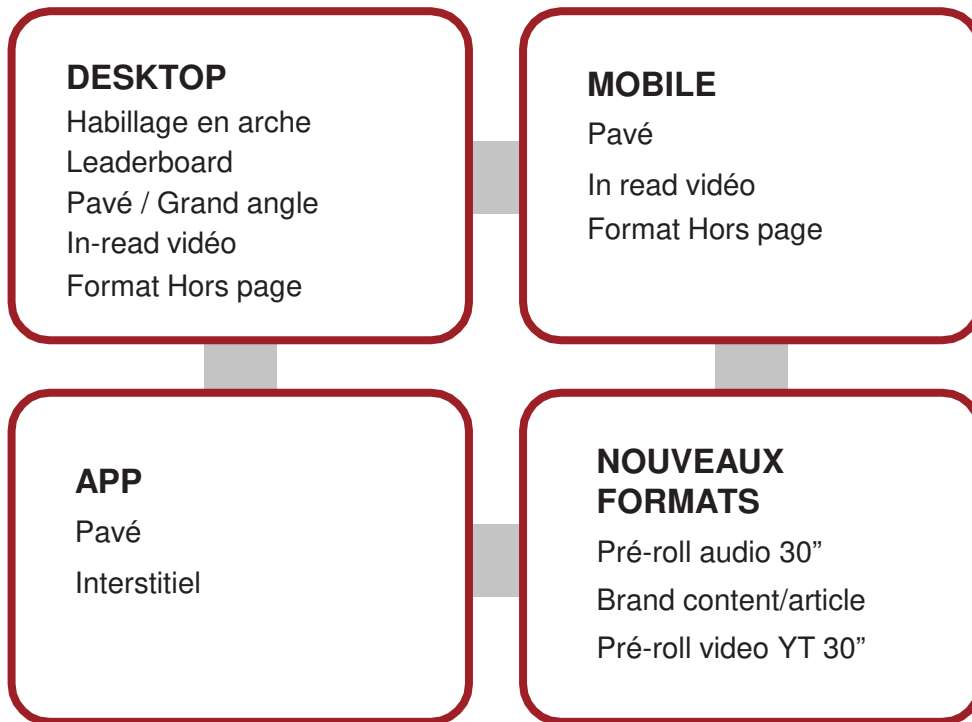 DESKTOP
Habillage en arche
Leaderboard
Pavé / Grand angle
In-read vidéo
Format Hors page
MOBILE
Pavé
In read vidéo
Format Hors page
APP
Pavé
Interstitiel
NOUVEAUX
FORMATS
Pré-roll audio 30”
Brand content/article
Pré-roll video YT 30”